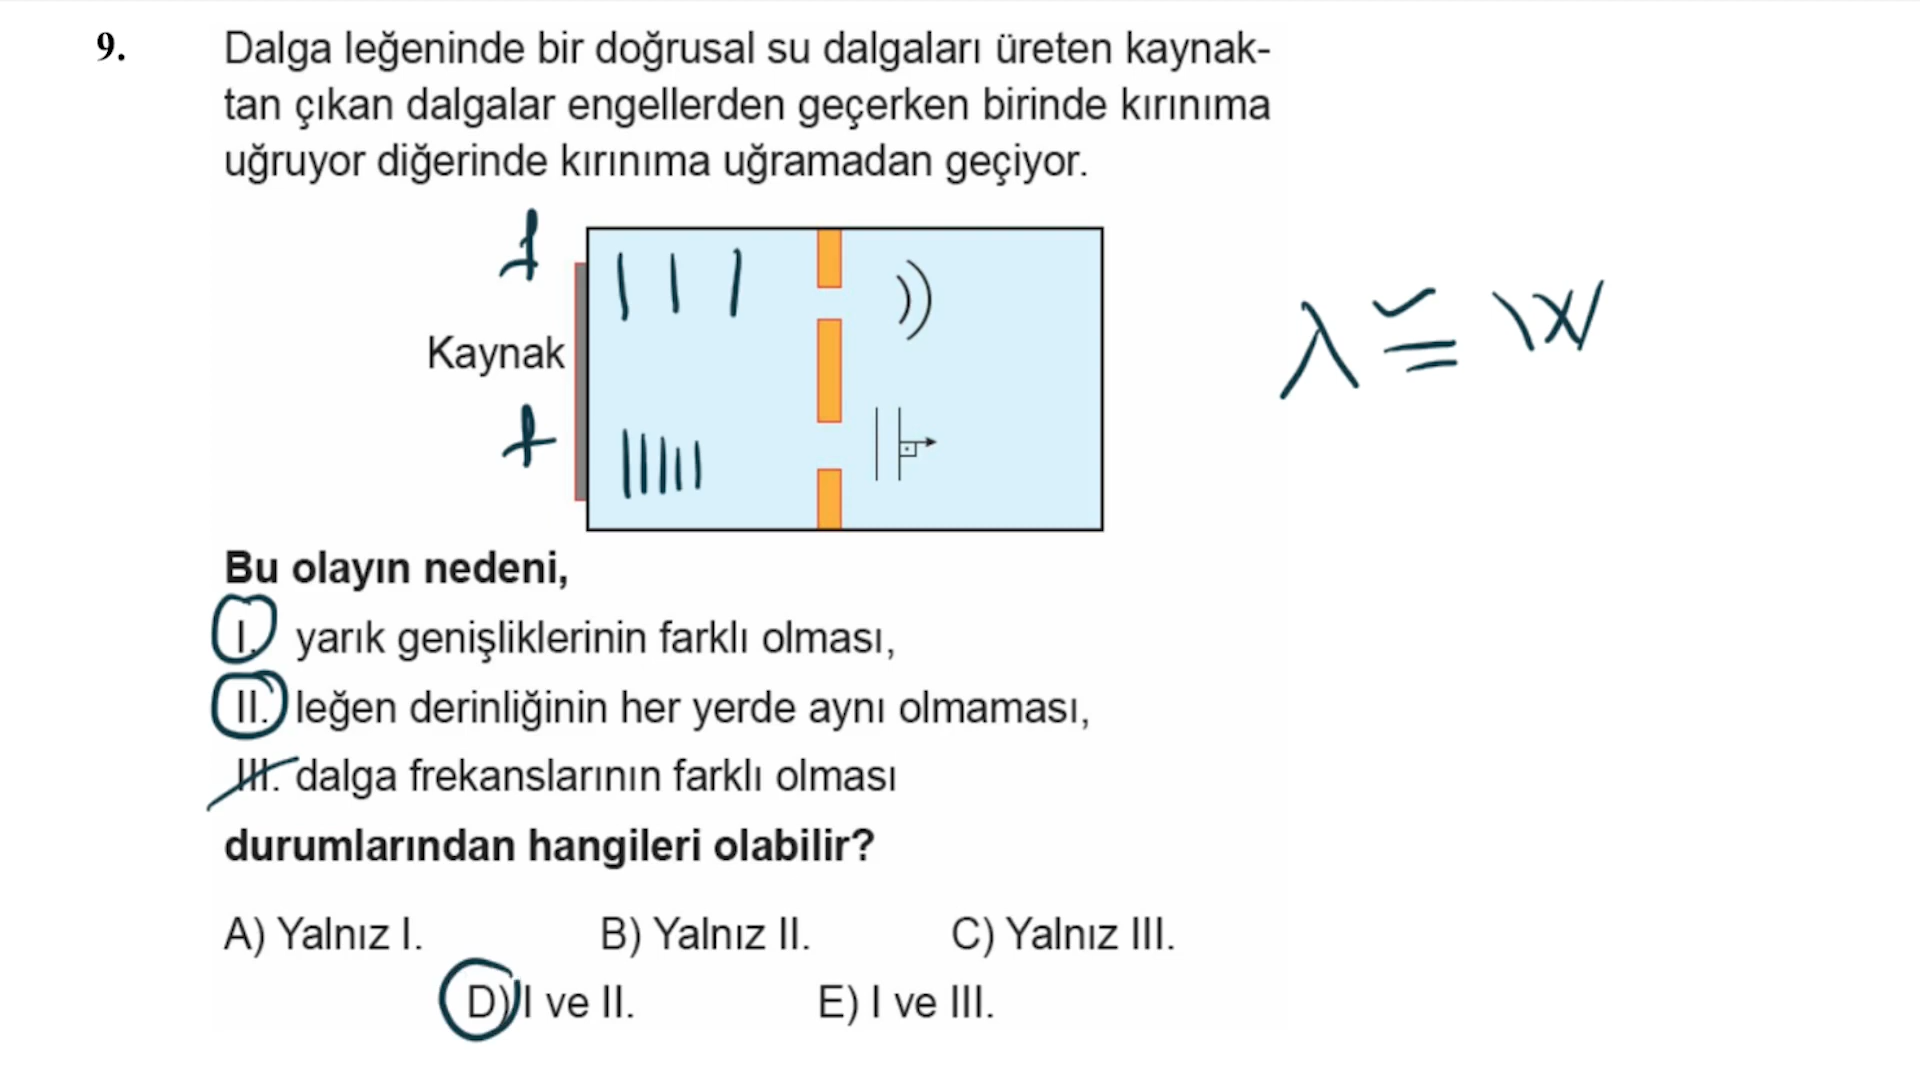 9.
Dalga leğeninde bir doğrusal su dalgaları üreten kaynak-
tan çıkan dalgalar engellerden geçerken birinde kırınıma
uğruyor diğerinde kırınıma uğramadan geçiyor.
f
Kaynak
f
λ ≅ W
Bu olayın nedeni,
I. yarık genişliklerinin farklı olması,
II. leğen derinliğinin her yerde aynı olmaması,
III. dalga frekanslarının farklı olması
durumlarından hangileri olabilir?
A) Yalnız I. B) Yalnız II. C) Yalnız III.
D) I ve II. E) I ve III.